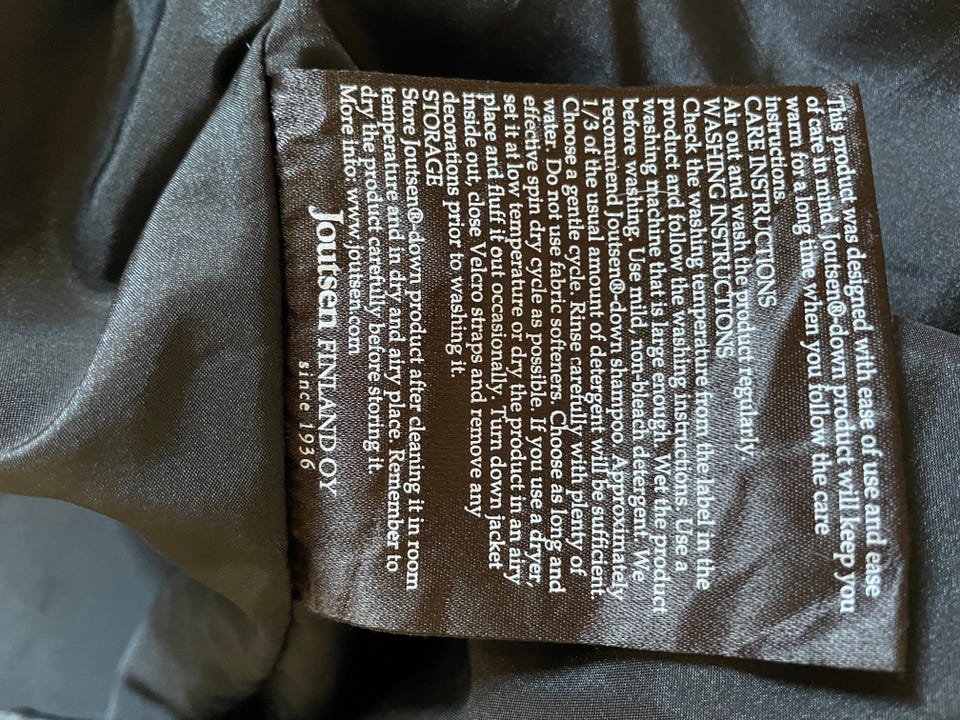 This product was designed with ease of use and ease
of care in mind. Joutsen®-down product will keep you
warm for a long time when you follow the care
instructions.
CARE INSTRUCTIONS
Air out and wash the product regularly
WASHING INSTRUCTIONS
Check the washing temperature from the label in the
product and follow the washing instructions. Use a
washing machine that is large enough. Wet the product
before washing. Use mild, non-bleach detergent. We
recommend Joutsen®-down shampoo. Approximately
1/3 of the usual amount of detergent will be sufficient
Choose a gentle cycle. Rinse carefully with plenty of
water. Do not use fabric softeners. Choose as long and
effective spin dry cycle as possible. If you use a dryer,
set it at low temperature or dry the product in an airy
place and fluff it out occasionally. Turn down jacket
inside out, close Velcro straps and remove any
decorations prior to washing it.
STORAGE
Store Joutsen®-down product after cleaning it in room
temperature and in dry and airy place. Remember to
dry the product carefully before storing it.
More info: www.joutsen.com
Joutsen FINLAND OY
since 1936